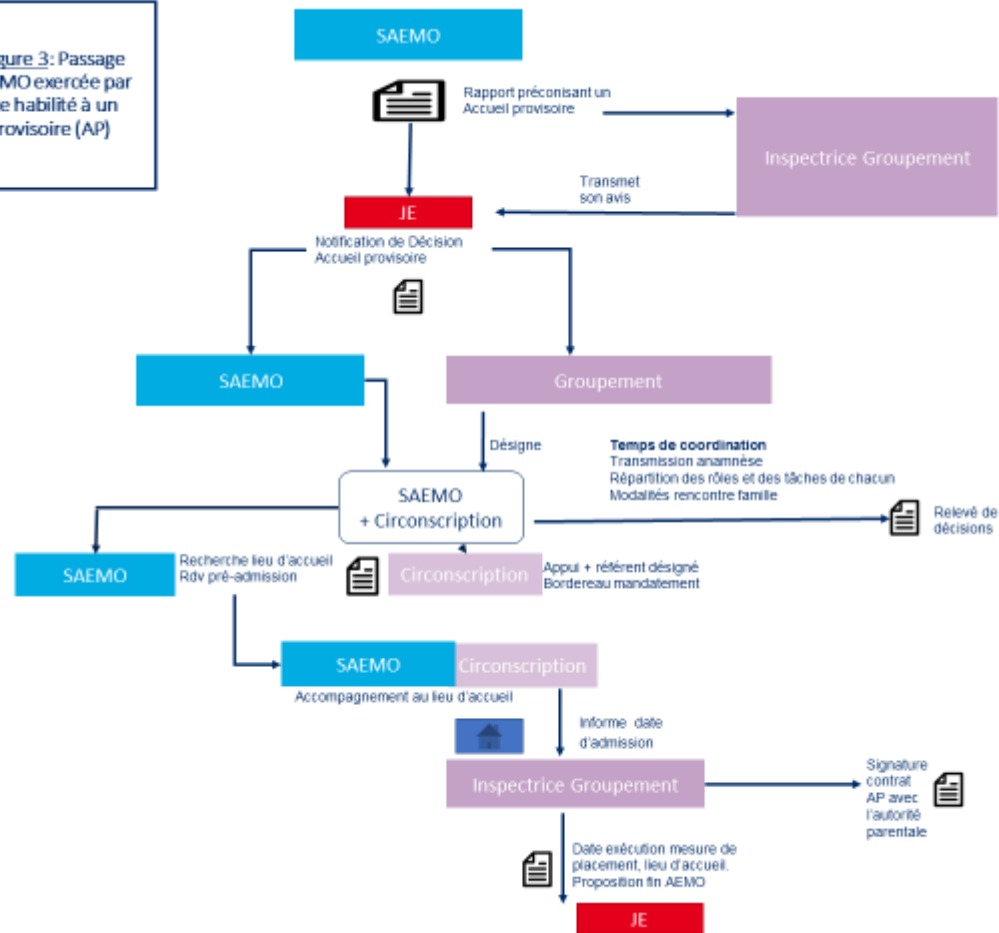 gure 3: Passage
MO exercée par
e habilité à un
rovisoire (AP)
SAEMO
Rapport préconisant un
Accueil provisoire
Inspectrice Groupement
Transmet
son avis
JE
Notification de Décision
Accueil provisoire
SAEMO
Groupement
Désigne
Temps de coordination
Transmission anamnèse
Répartition des rôles et des tâches de chacun
Modalités rencontre famille
SAEMO
+ Circonscription
Relevé de
décisions
SAEMO
Recherche lieu d'accueil
Rdv pré-admission
Circonscription
Appui + référent désigné
Bordereau mandatement
SAEMO
Circonscription
Accompagnement au lieu d'accueil
Informe date
d'admission
Inspectrice Groupement
Signature
contrat
AP avec
l'autorité
parentale
Date exécution mesure de
placement, lieu d'accueil.
Proposition fin AEMO
JE